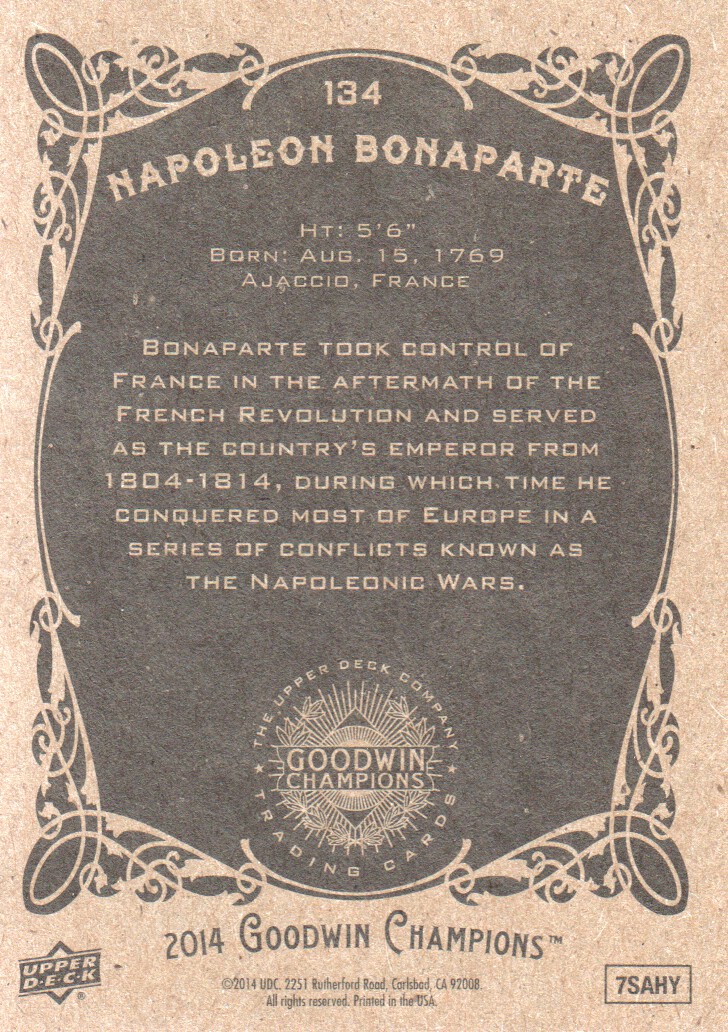 134
NAPOLEON BONAPARTE
HT: 5'6"
BORN: AUG. 15, 1769
AJACCIO, FRANCE
BONAPARTE TOOK CONTROL OF
FRANCE IN THE AFTERMATH OF THE
FRENCH REVOLUTION AND SERVED
AS THE COUNTRY'S EMPEROR FROM
1804-1814, DURING WHICH TIME HE
CONQUERED MOST OF EUROPE IN A
SERIES OF CONFLICTS KNOWN AS
THE NAPOLEONIC WARS.
THE UPPER DECK COMPANY
GOODWIN
CHAMPIONS
★ TRADING CARDS ★
2014 GOODWIN CHAMPIONS™
UPPER
D·E·C·K®
©2014 UDC. 2251 Rutherford Road, Carlsbad, CA 92008.
All rights reserved. Printed in the USA.
7SAHY